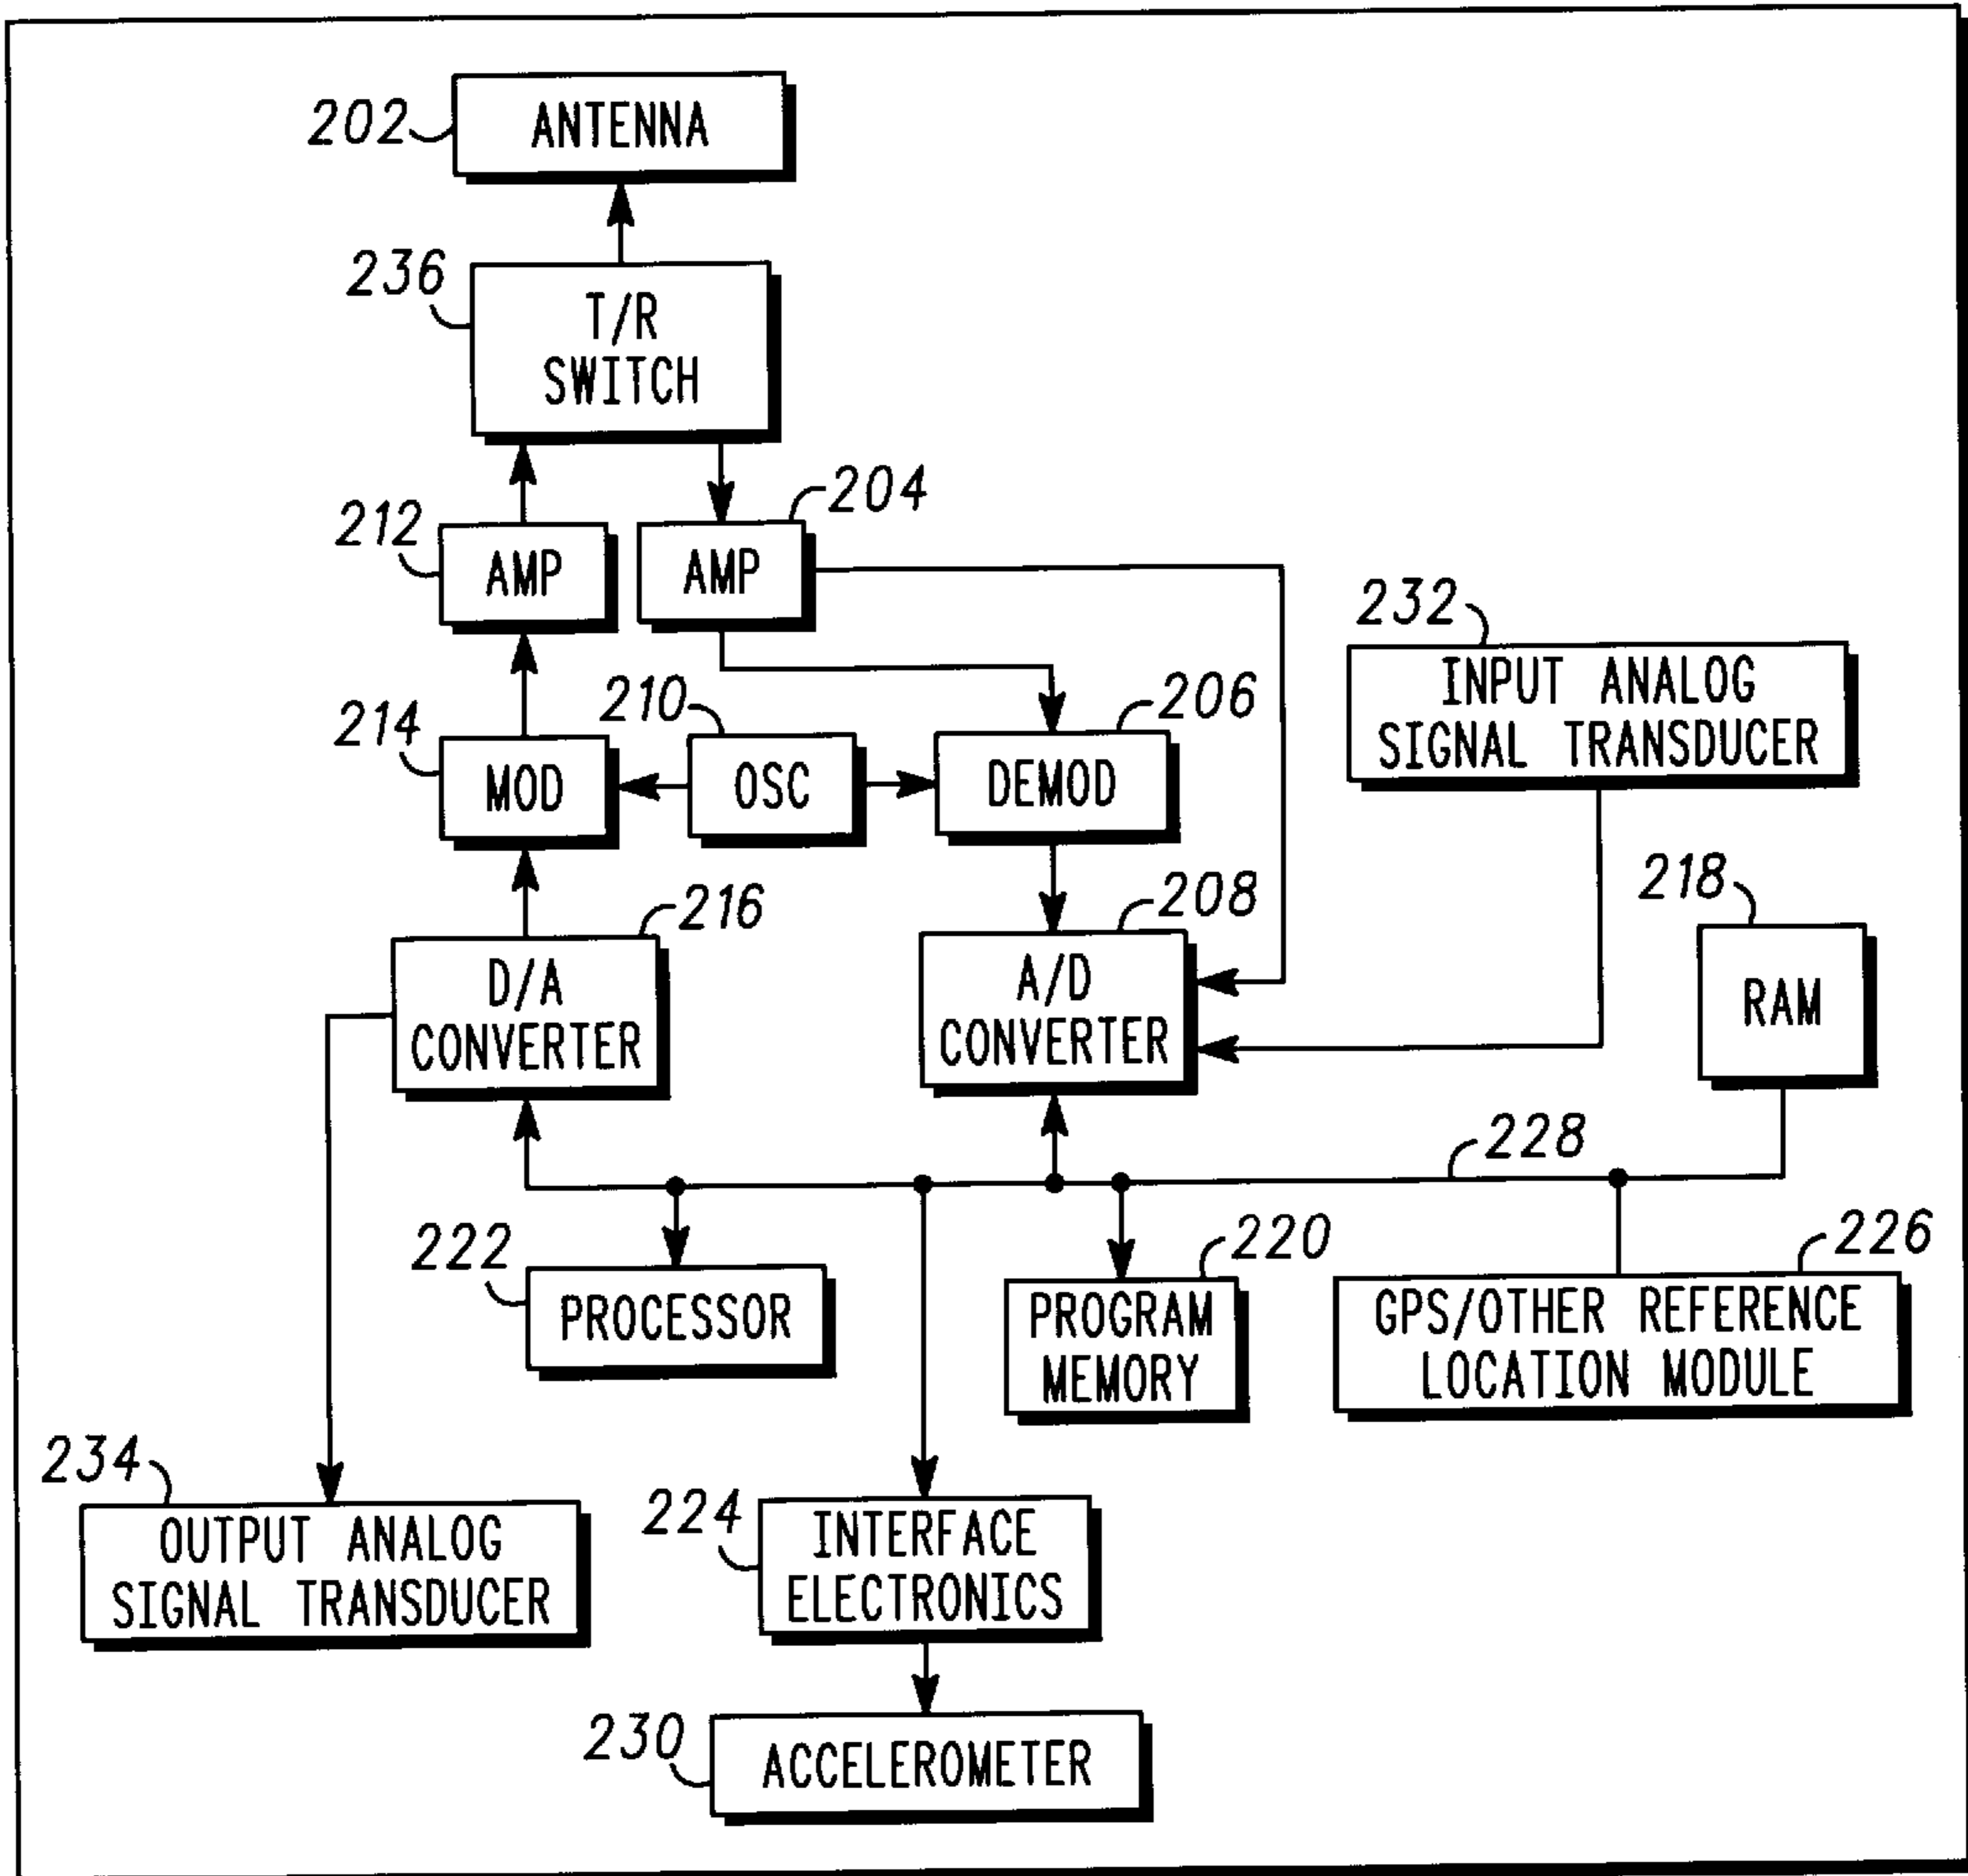 202
ANTENNA
236
T/R
SWITCH
212
AMP
204
AMP
232
INPUT ANALOG
SIGNAL TRANSDUCER
214
MOD
210
OSC
206
DEMOD
216
D/A
CONVERTER
208
A/D
CONVERTER
218
RAM
228
222
PROCESSOR
220
PROGRAM
MEMORY
226
GPS/OTHER REFERENCE
LOCATION MODULE
234
OUTPUT ANALOG
SIGNAL TRANSDUCER
224
INTERFACE
ELECTRONICS
230
ACCELEROMETER